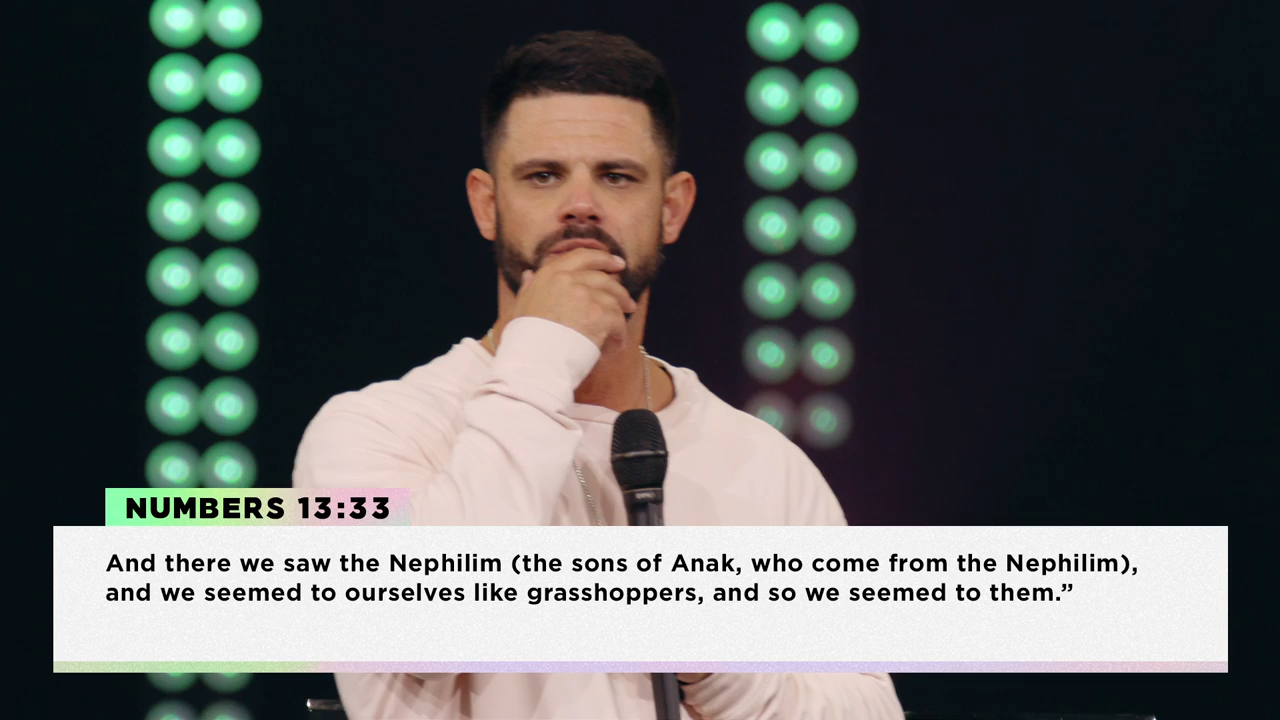 NUMBERS 13:33
And there we saw the Nephilim (the sons of Anak, who come from the Nephilim),
and we seemed to ourselves like grasshoppers, and so we seemed to them.”